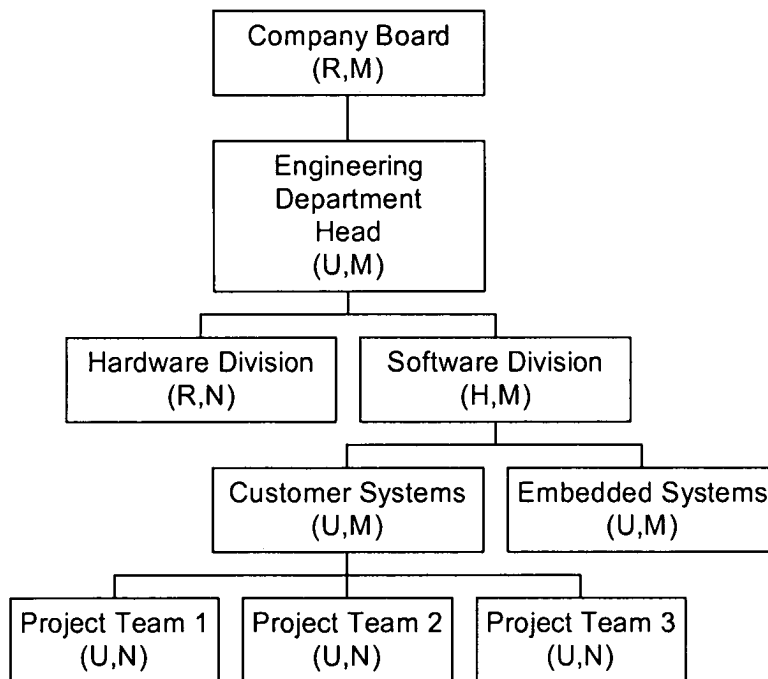 Company Board
(R,M)
Engineering
Department
Head
(U,M)
Hardware Division
(R,N)
Software Division
(H,M)
Customer Systems
(U,M)
Embedded Systems
(U,M)
Project Team 1
(U,N)
Project Team 2
(U,N)
Project Team 3
(U,N)